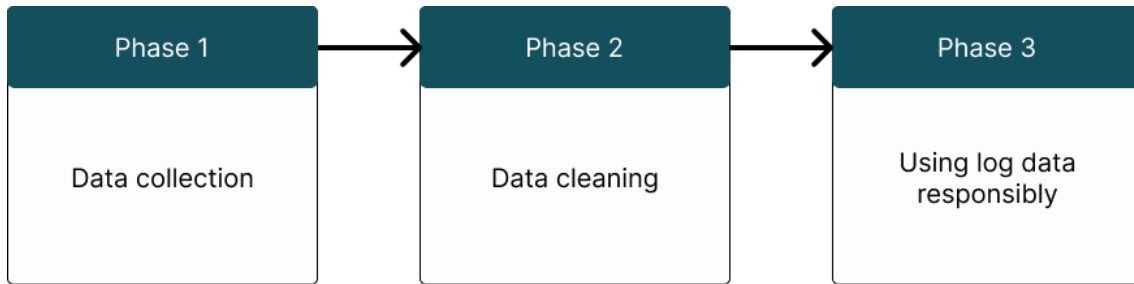 Phase 1
Data collection
Phase 2
Data cleaning
Phase 3
Using log data
responsibly